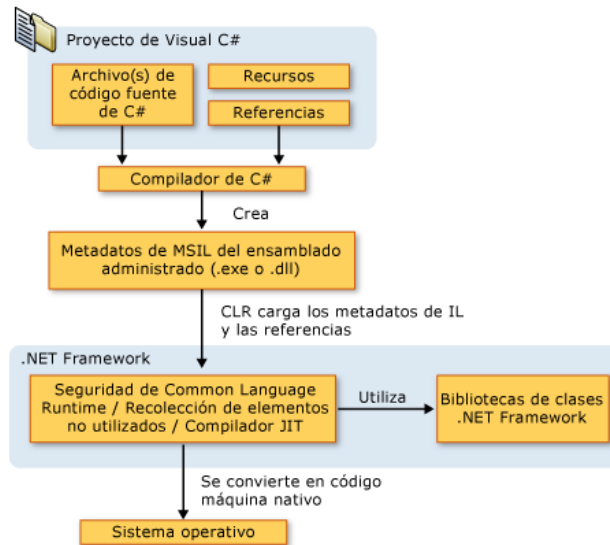 Proyecto de Visual C#
Archivo(s) de
código fuente
de C#
Recursos
Referencias
Compilador de C#
Crea
Metadatos de MSIL del ensamblado
administrado (.exe o .dll)
CLR carga los metadatos de IL
y las referencias
.NET Framework
Seguridad de Common Language
Runtime / Recolección de elementos
no utilizados / Compilador JIT
Utiliza
Bibliotecas de clases
.NET Framework
Se convierte en código
máquina nativo
Sistema operativo